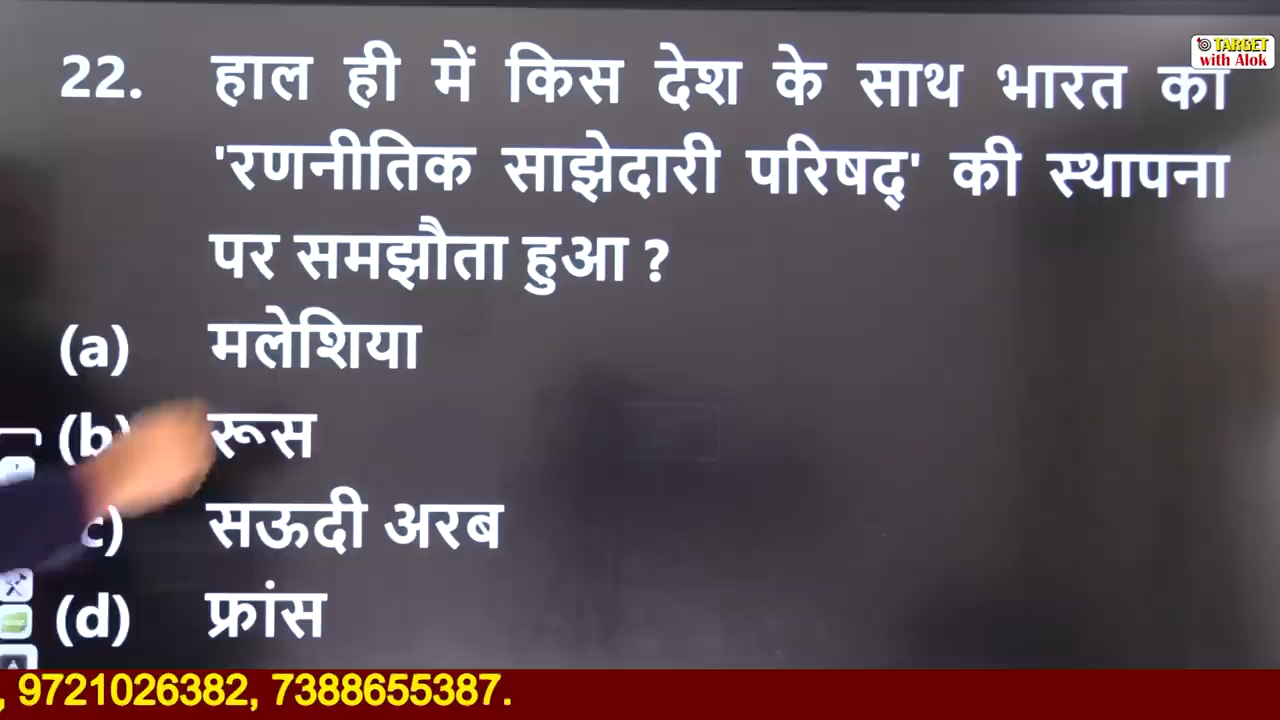 TARGET
with Alok
22. हाल ही में किस देश के साथ भारत का
'रणनीतिक साझेदारी परिषद्' की स्थापना
पर समझौता हुआ ?
(a) मलेशिया
(b) रूस
(c) सऊदी अरब
(d) फ्रांस
, 9721026382, 7388655387.